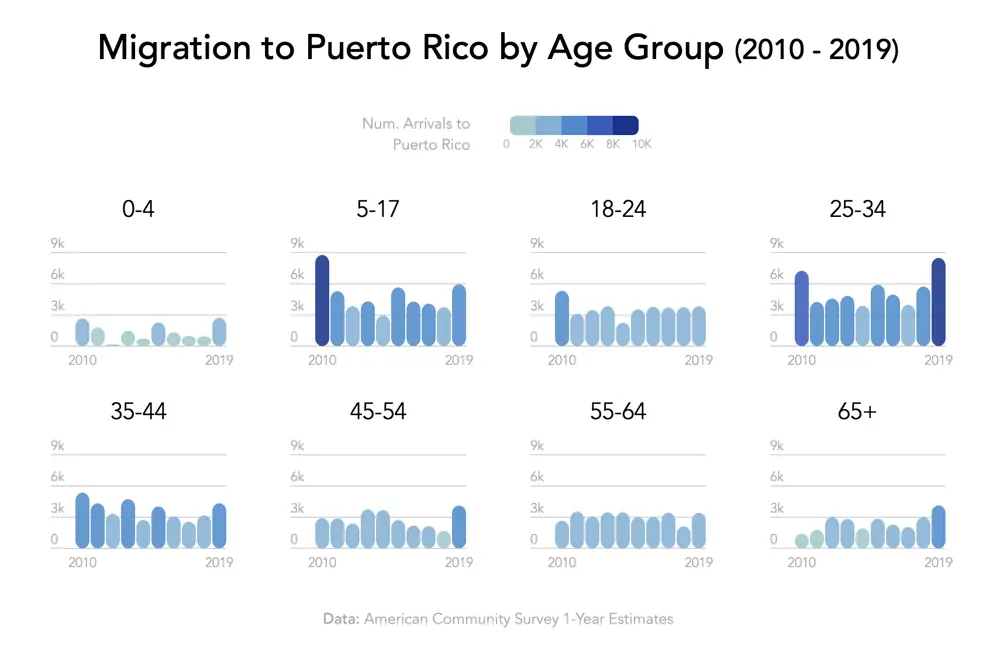 Migration to Puerto Rico by Age Group (2010 - 2019)
Num. Arrivals to
Puerto Rico
0 2K 4K 6K 8K 10K
0-4
9k
6k
3k
0
2010 2019
5-17
9k
6k
3k
0
2010 2019
18-24
9k
6k
3k
0
2010 2019
25-34
9k
6k
3k
0
2010 2019
35-44
9k
6k
3k
0
2010 2019
45-54
9k
6k
3k
0
2010 2019
55-64
9k
6k
3k
0
2010 2019
65+
9k
6k
3k
0
2010 2019
Data: American Community Survey 1-Year Estimates